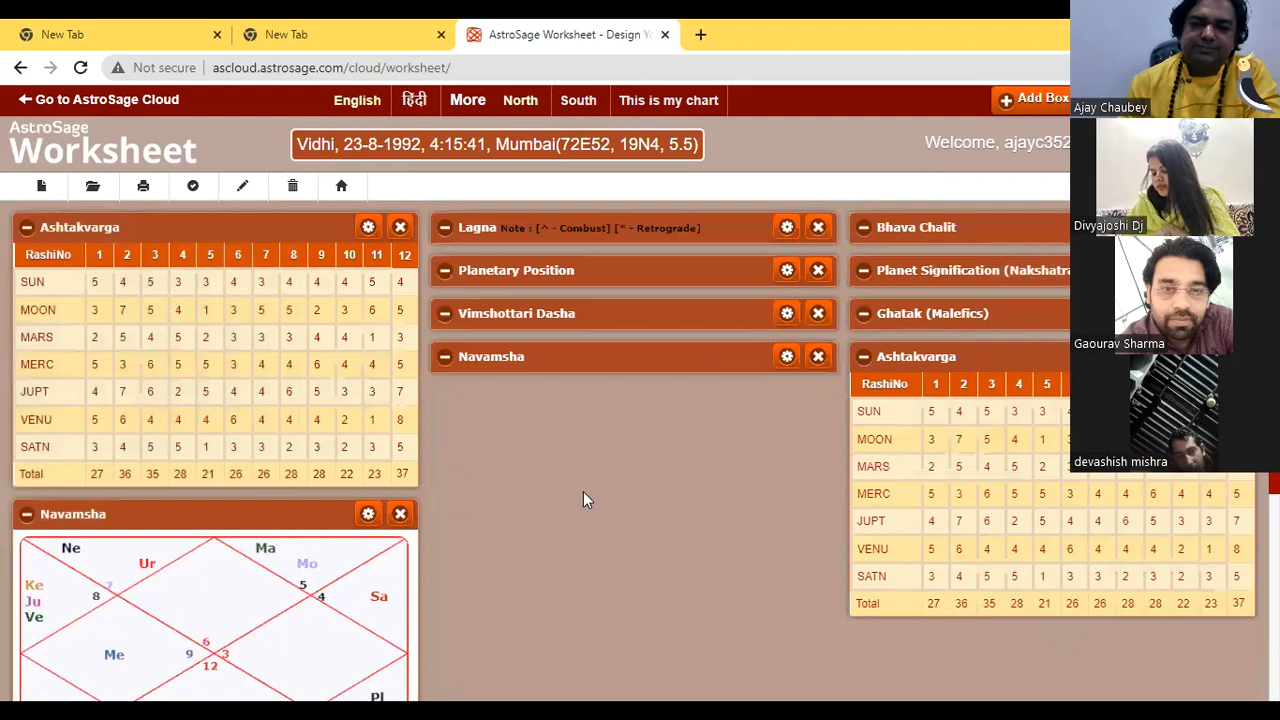 New Tab
New Tab
AstroSage Worksheet - Design Yo
Not secure
ascloud.astrosage.com/cloud/worksheet/
Go to AstroSage Cloud
English
हिंदी
More
North
South
This is my chart
Add Box
AstroSage
Worksheet
Vidhi, 23-8-1992, 4:15:41, Mumbai(72E52, 19N4, 5.5)
Welcome, ajayc352
Ashtakvarga
RashiNo 1 2 3 4 5 6 7 8 9 10 11 12
SUN 5 4 5 3 3 4 3 4 4 4 5 4
MOON 3 7 5 4 1 3 5 5 2 3 6 5
MARS 2 5 4 5 2 3 3 3 4 4 1 3
MERC 5 3 6 5 5 3 4 4 6 4 4 5
JUPT 4 7 6 2 5 4 4 6 5 3 3 7
VENU 5 6 4 4 4 6 4 4 4 2 1 8
SATN 3 4 5 5 1 3 3 2 3 2 3 5
Total 27 36 35 28 21 26 26 28 28 22 23 37
Navamsha
Ne
Ur
Ma
Mo
Ke
Ju
Ve
7
8
5
4
Sa
Me
6
9
3
12
Pl
Lagna Note : [^ - Combust] [* - Retrograde]
Planetary Position
Vimshottari Dasha
Navamsha
Bhava Chalit
Planet Signification (Nakshatra
Ghatak (Malefics)
Ashtakvarga
RashiNo 1 2 3 4 5
SUN 5 4 5 3 3
MOON 3 7 5 4 1
MARS 2 5 4 5 2
MERC 5 3 6 5 5 3 4 4 6 4 4 5
JUPT 4 7 6 2 5 4 4 6 5 3 3 7
VENU 5 6 4 4 4 6 4 4 4 2 1 8
SATN 3 4 5 5 1 3 3 2 3 2 3 5
Total 27 36 35 28 21 26 26 28 28 22 23 37
Ajay Chaubey
Divyajoshi Dj
Gaourav Sharma
devashish mishra